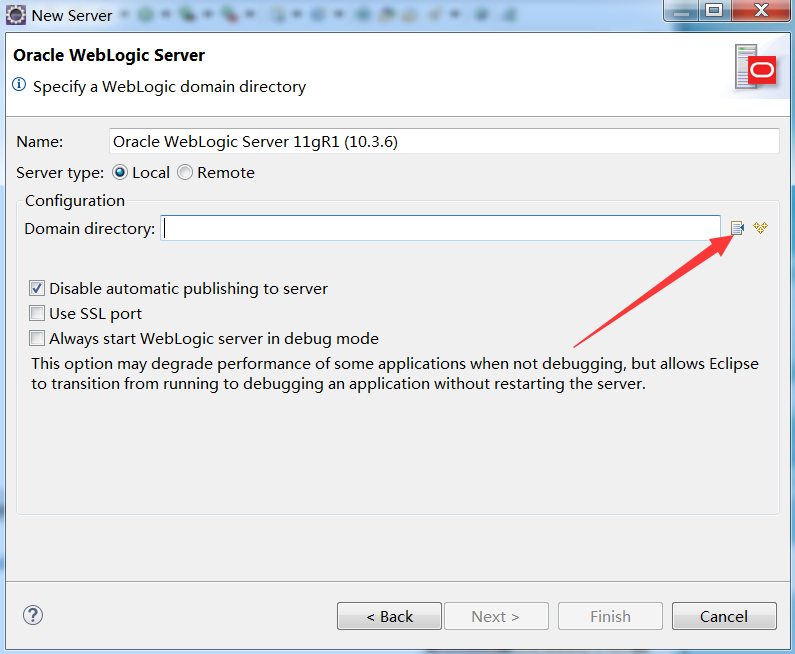 New Server
Oracle WebLogic Server
Specify a WebLogic domain directory
Name: Oracle WebLogic Server 11gR1 (10.3.6)
Server type: Local Remote
Configuration
Domain directory:
Disable automatic publishing to server
Use SSL port
Always start WebLogic server in debug mode
This option may degrade performance of some applications when not debugging, but allows Eclipse
to transition from running to debugging an application without restarting the server.
< Back Next > Finish Cancel